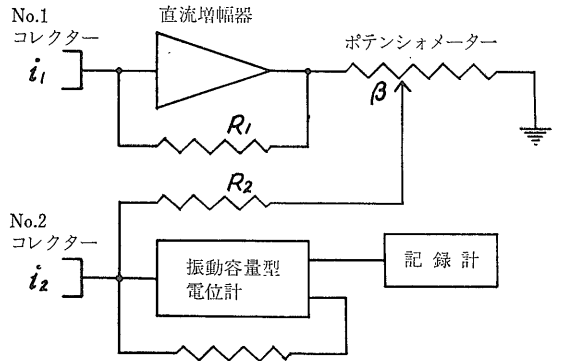 No.1
コレクター
i₁
直流増幅器
ポテンショメーター
β
R₁
R₂
No.2
コレクター
i₂
振動容量型
電位計
記録計